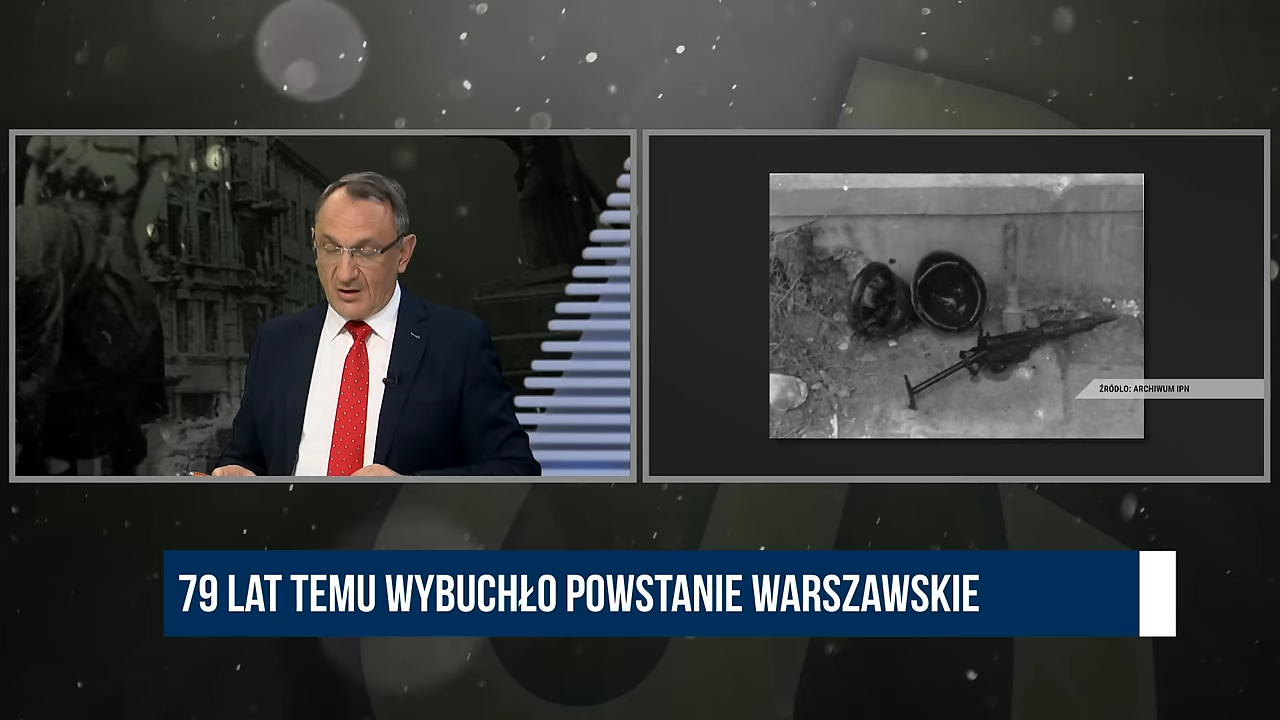 ŹRÓDŁO: ARCHIWUM IPN
79 LAT TEMU WYBUCHŁO POWSTANIE WARSZAWSKIE